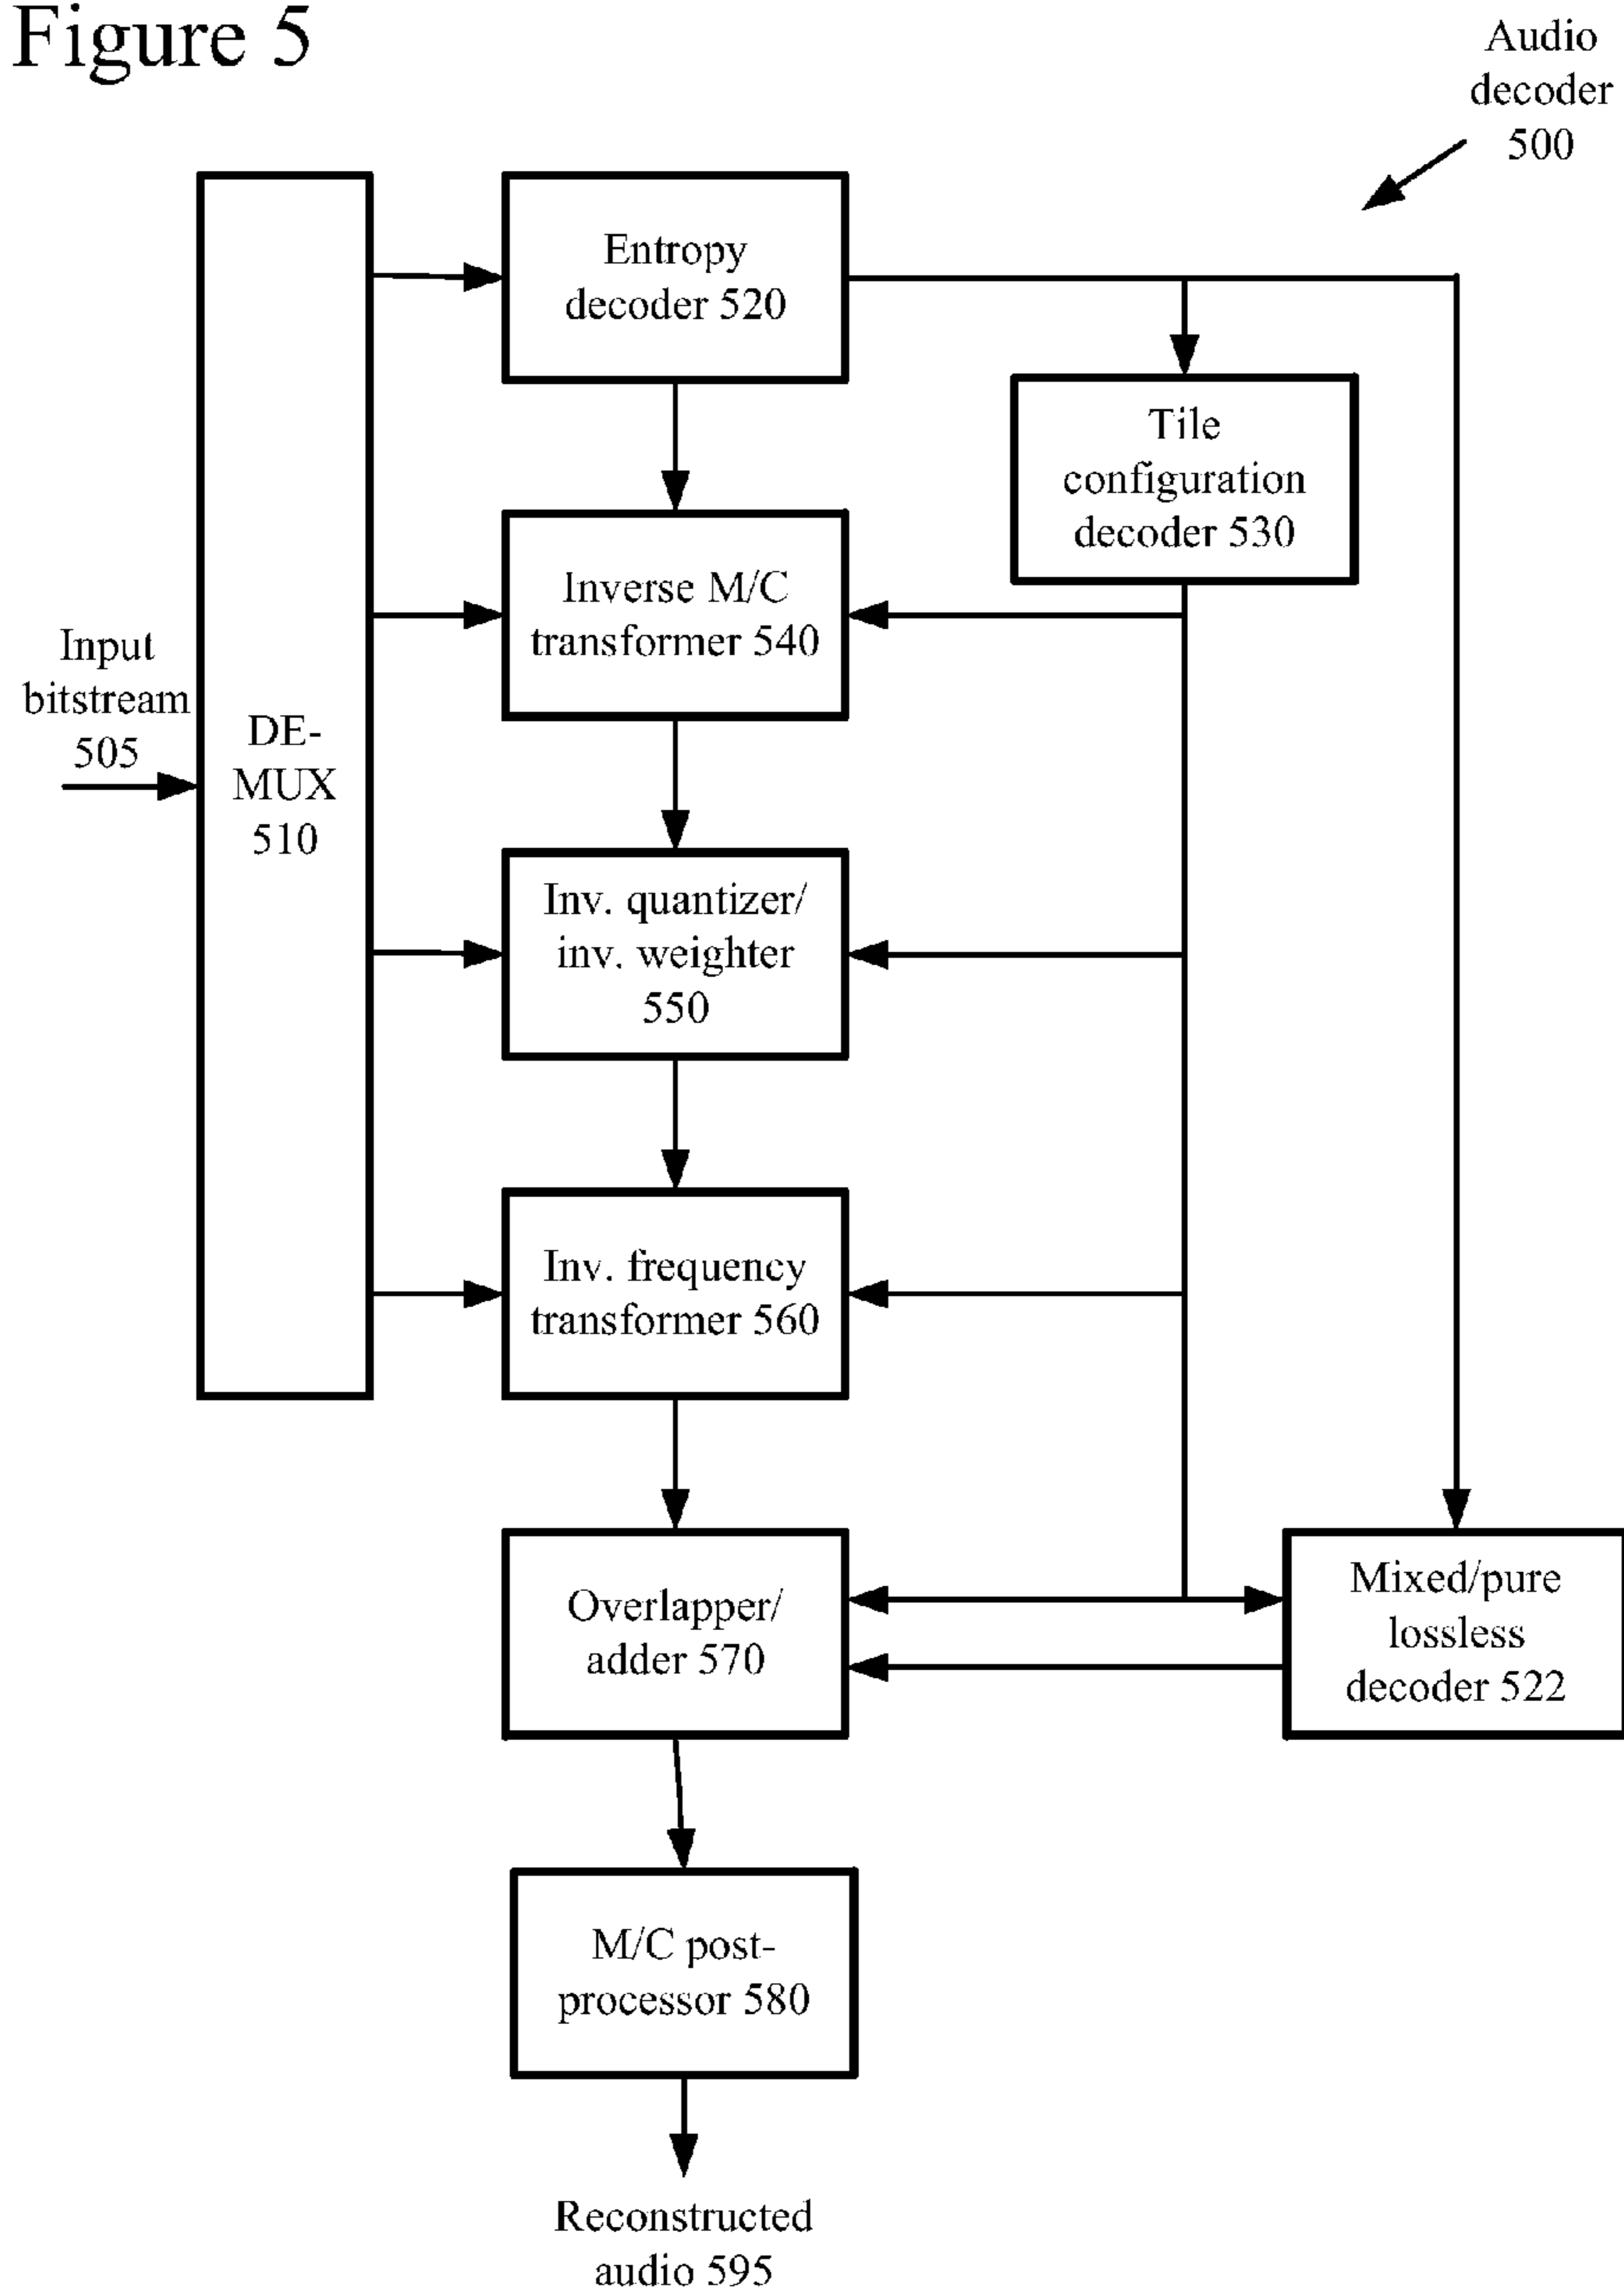 Figure 5
Audio
decoder
500
Entropy
decoder 520
Tile
configuration
decoder 530
Inverse M/C
transformer 540
Input
bitstream
505
DE-
MUX
510
Inv. quantizer/
inv. weighter
550
Inv. frequency
transformer 560
Overlapper/
adder 570
Mixed/pure
lossless
decoder 522
M/C post-
processor 580
Reconstructed
audio 595